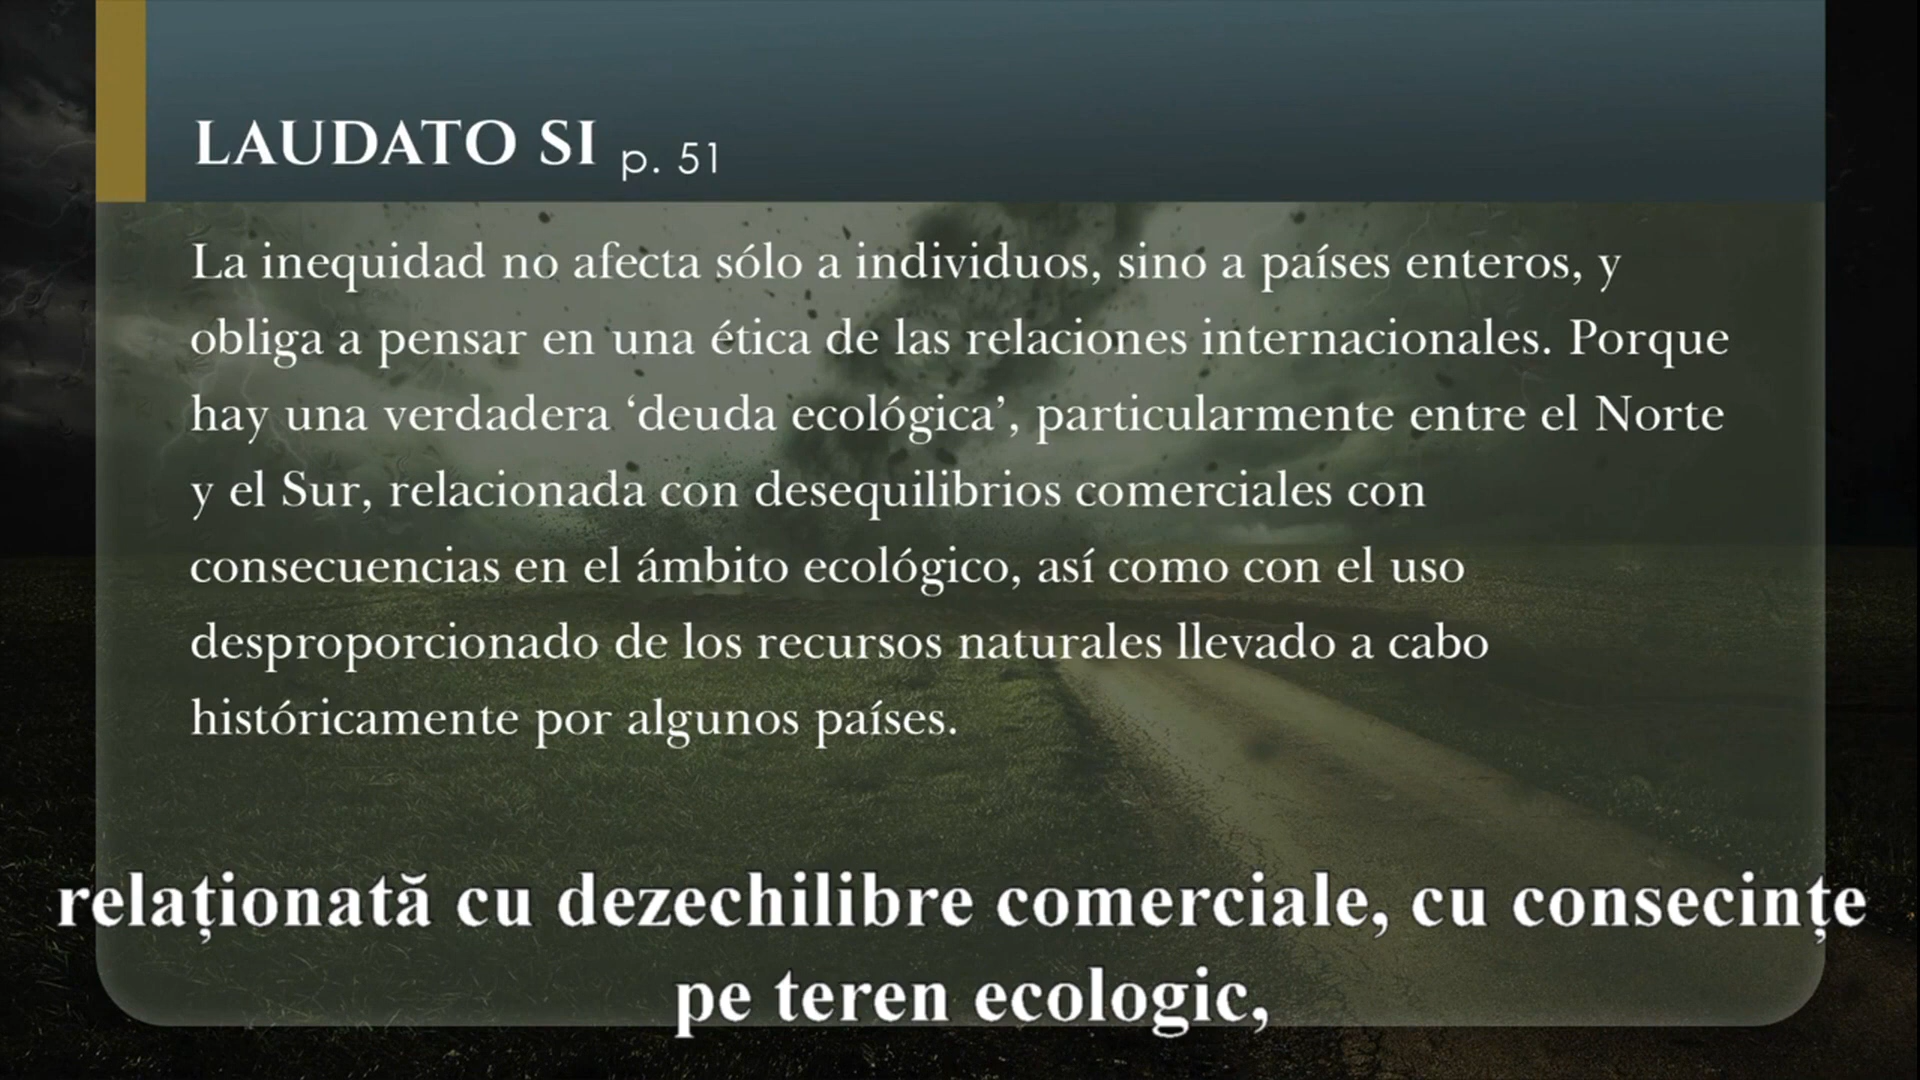 LAUDATO SI p. 51
La inequidad no afecta sólo a individuos, sino a países enteros, y
obliga a pensar en una ética de las relaciones internacionales. Porque
hay una verdadera ‘deuda ecológica’, particularmente entre el Norte
y el Sur, relacionada con desequilibrios comerciales con
consecuencias en el ámbito ecológico, así como con el uso
desproporcionado de los recursos naturales llevado a cabo
históricamente por algunos países.
relaționată cu dezechilibre comerciale, cu consecințe
pe teren ecologic,